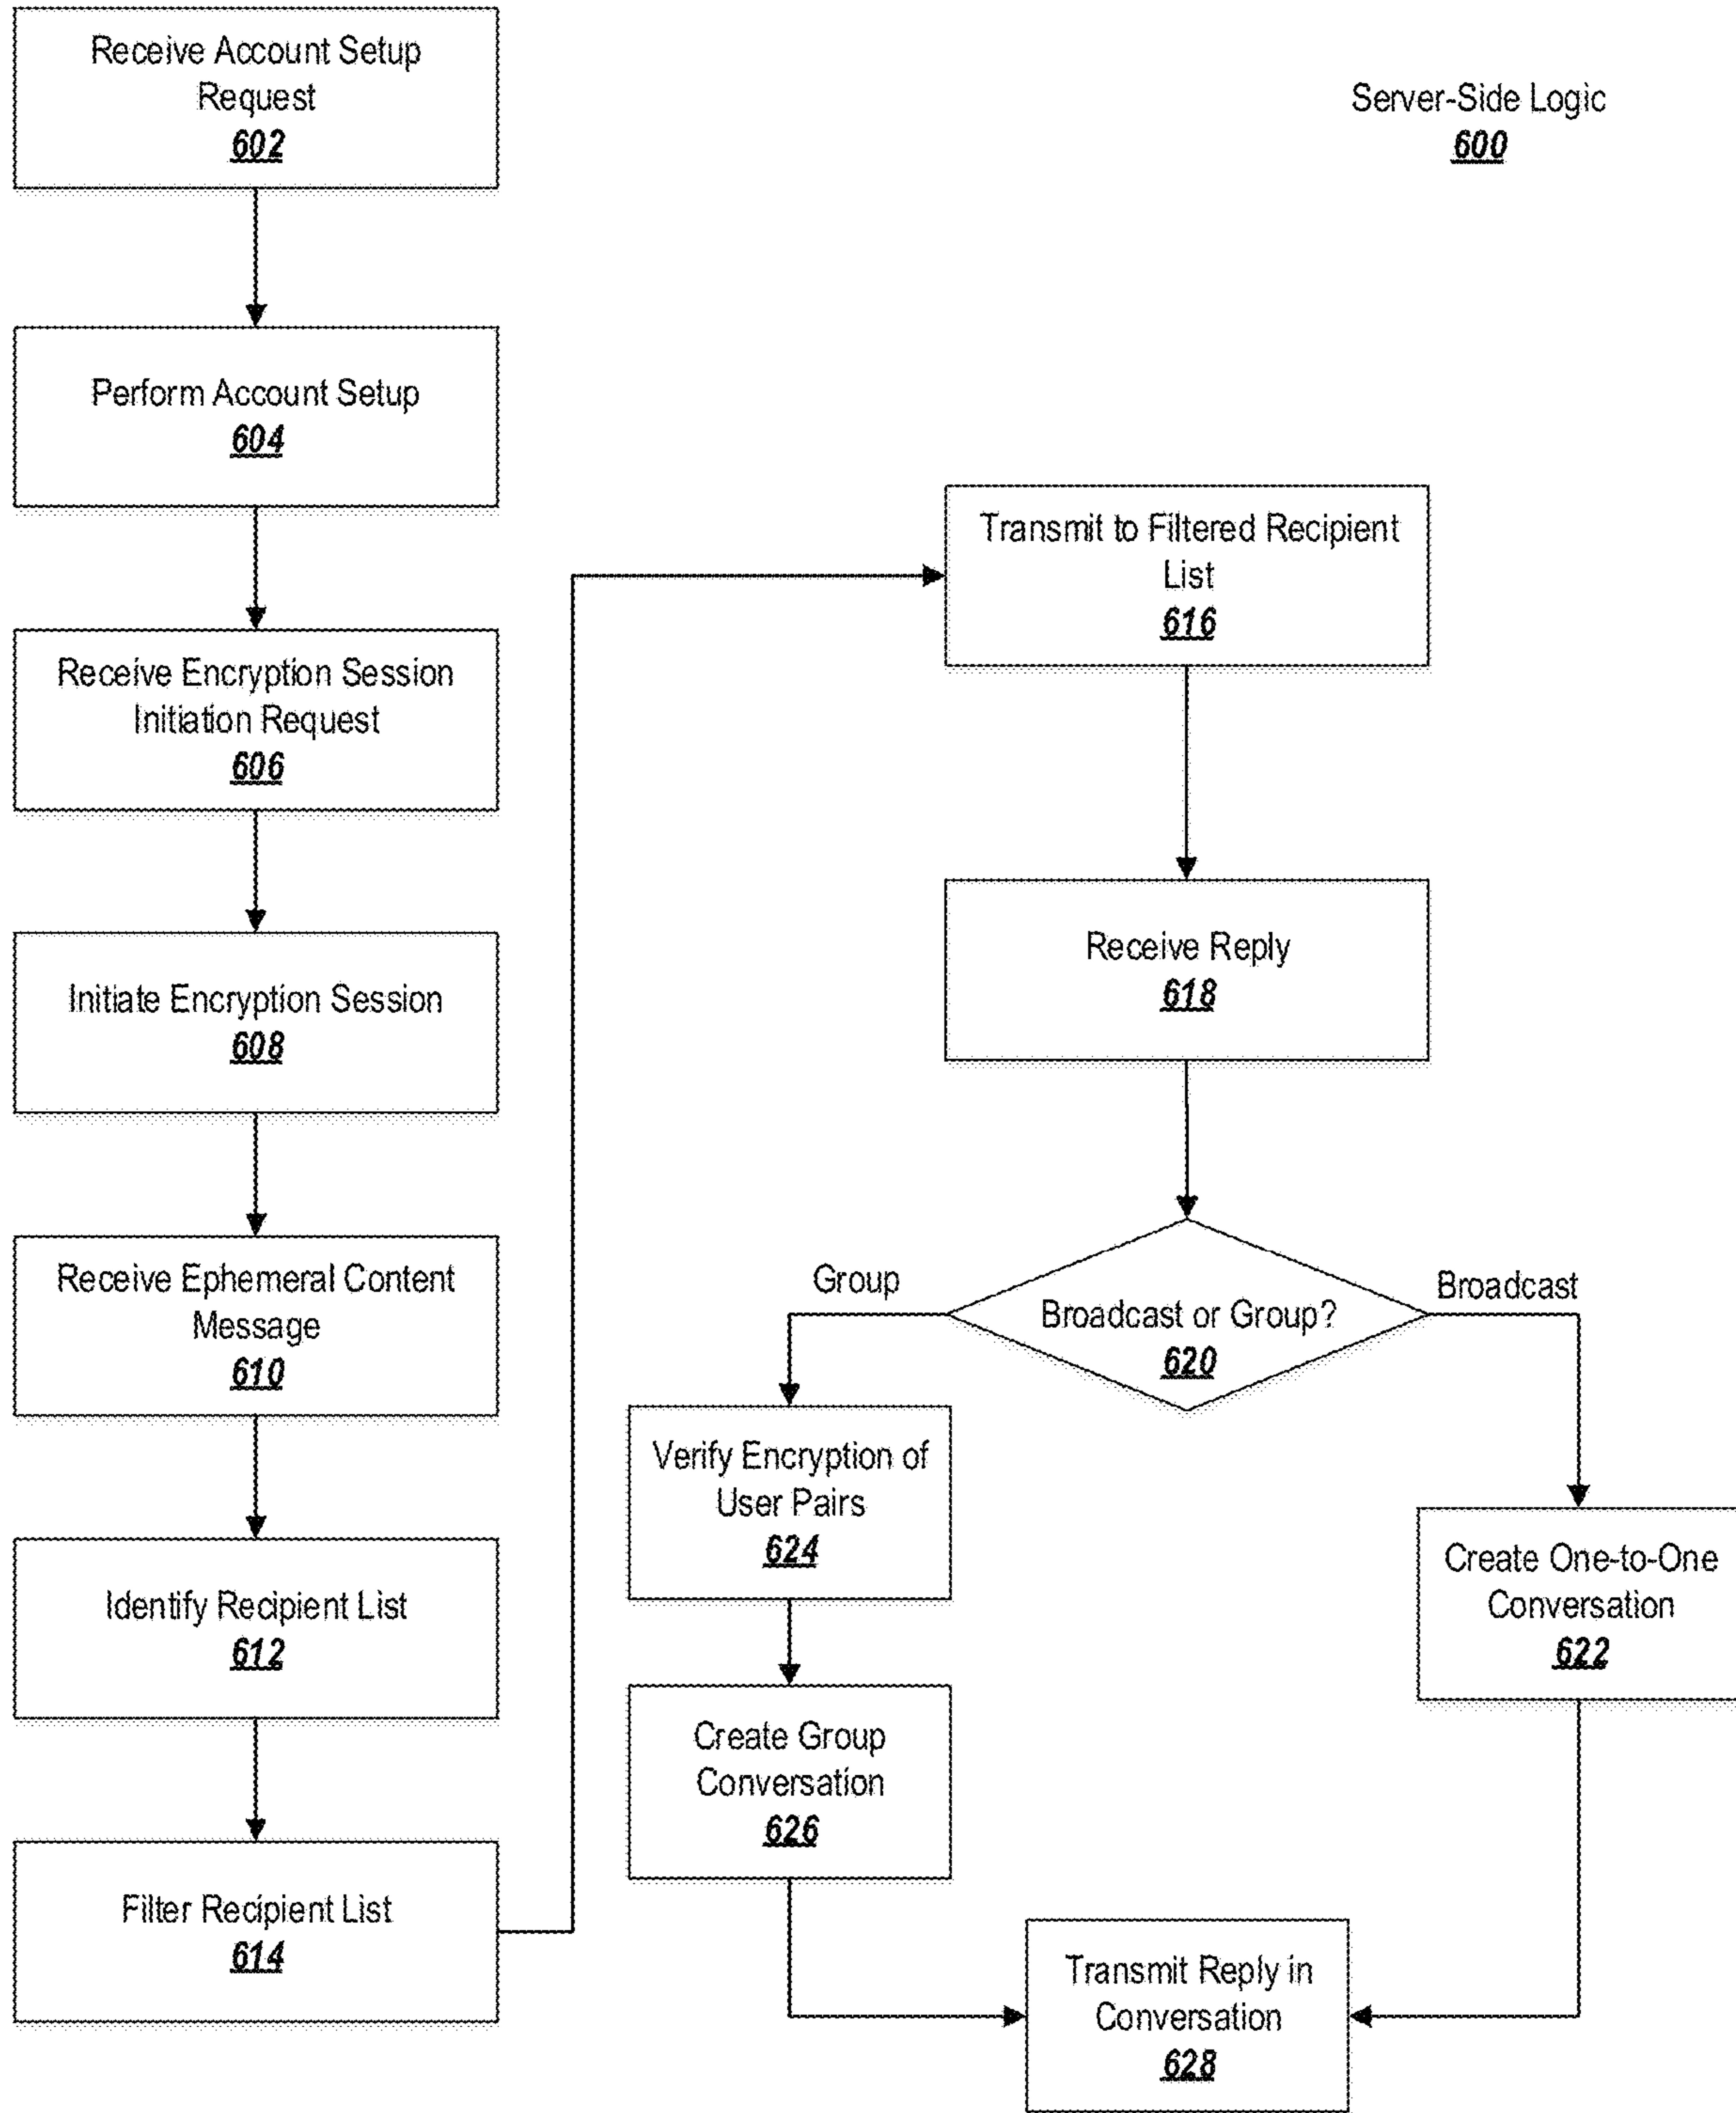 Receive Account Setup
Request
602
Server-Side Logic
600
Perform Account Setup
604
Receive Encryption Session
Initiation Request
606
Initiate Encryption Session
608
Receive Ephemeral Content
Message
610
Identify Recipient List
612
Filter Recipient List
614
Transmit to Filtered Recipient
List
616
Receive Reply
618
Broadcast or Group?
620
Group
Broadcast
Verify Encryption of
User Pairs
624
Create Group
Conversation
626
Create One-to-One
Conversation
622
Transmit Reply in
Conversation
628